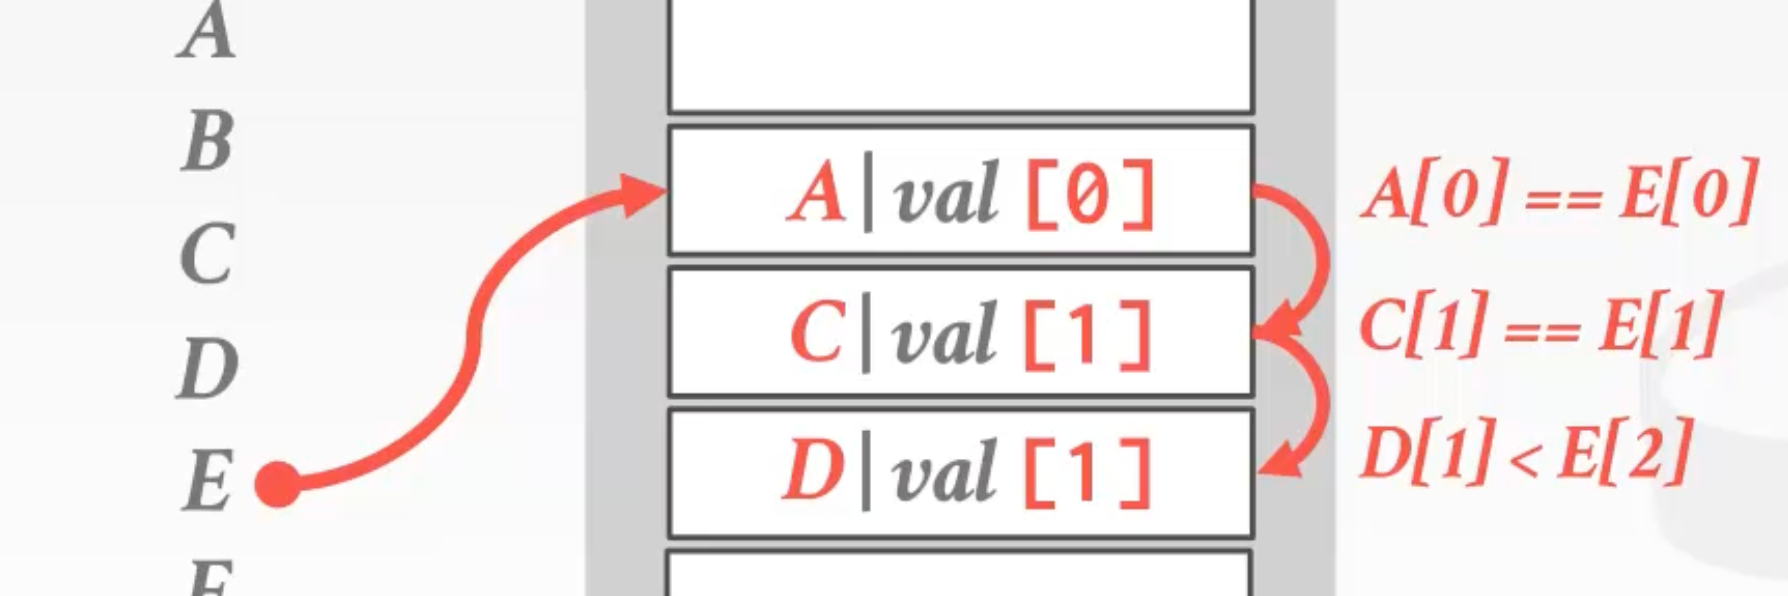 A
B
C
D
E
F
A|val [0]
C|val [1]
D|val [1]
A[0] == E[0]
C[1] == E[1]
D[1] < E[2]